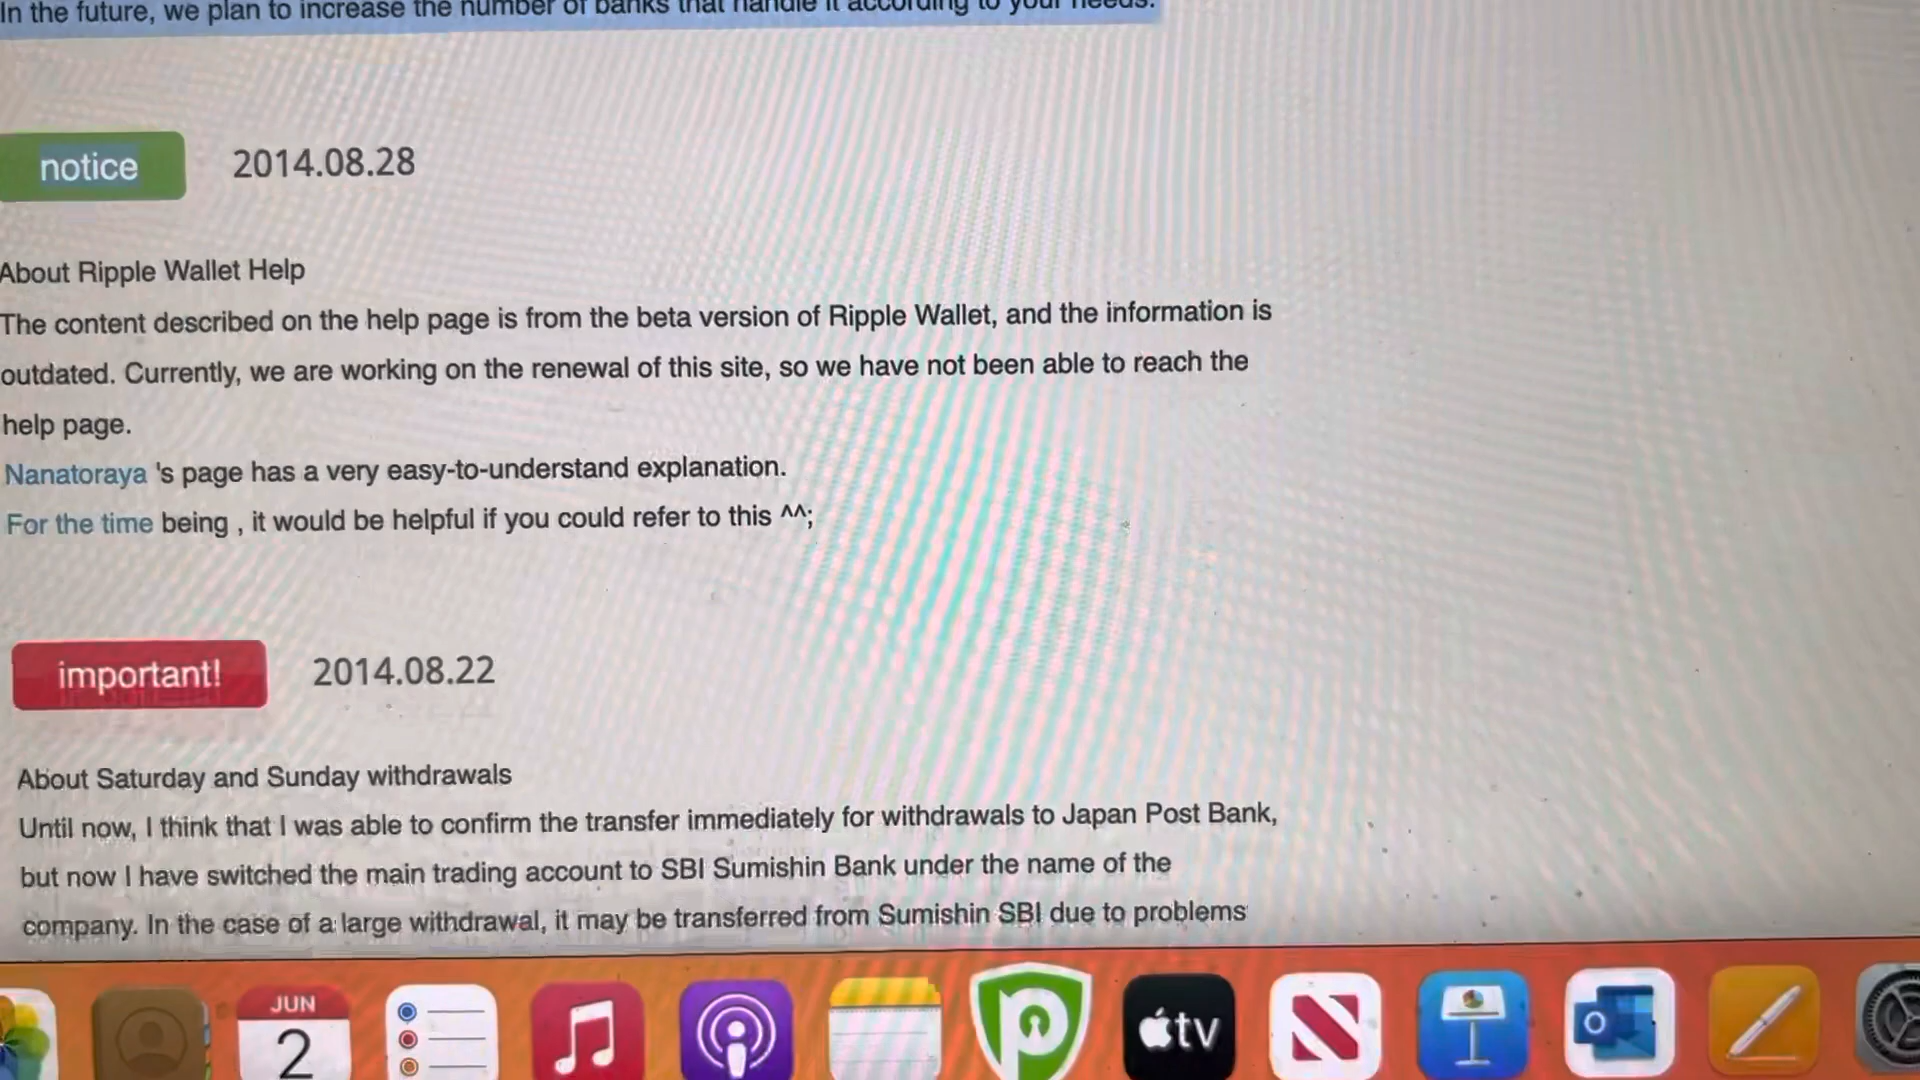 In the future, we plan to increase the number of banks that handle it according to your needs.
notice 2014.08.28
About Ripple Wallet Help
The content described on the help page is from the beta version of Ripple Wallet, and the information is
outdated. Currently, we are working on the renewal of this site, so we have not been able to reach the
help page.
Nanatoraya 's page has a very easy-to-understand explanation.
For the time being , it would be helpful if you could refer to this ^^;
important! 2014.08.22
About Saturday and Sunday withdrawals
Until now, I think that I was able to confirm the transfer immediately for withdrawals to Japan Post Bank,
but now I have switched the main trading account to SBI Sumishin Bank under the name of the
company. In the case of a large withdrawal, it may be transferred from Sumishin SBI due to problems
JUN
2
tv
O